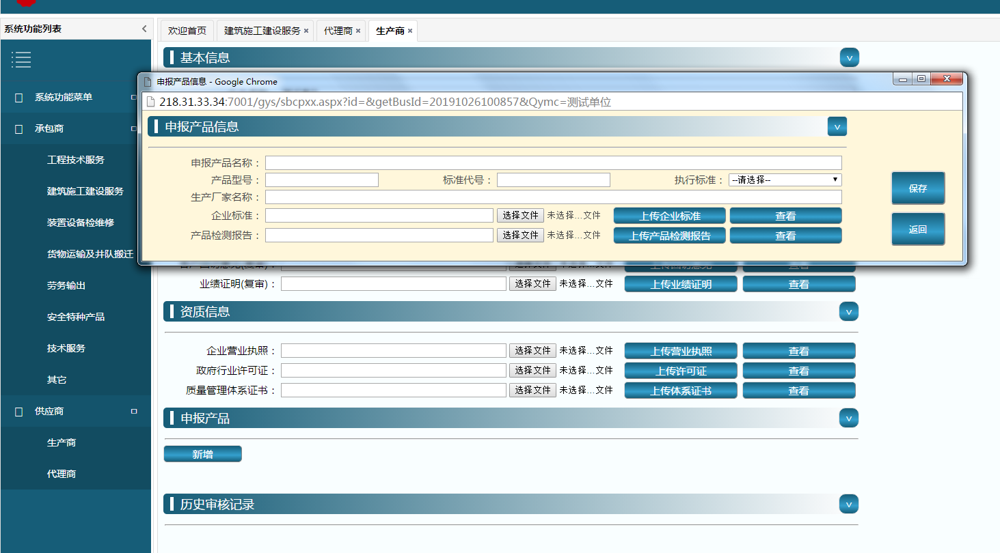 系统功能列表
欢迎首页
建筑施工建设服务 ×
代理商 ×
生产商 ×
基本信息
v
申报产品信息 - Google Chrome
218.31.33.34:7001/gys/sbcpxx.aspx?id=&getBusId=20191026100857&Qymc=测试单位
申报产品信息
v
申报产品名称：
产品型号：
标准代号：
执行标准： --请选择--
生产厂家名称：
企业标准： 选择文件 未选择...文件 上传企业标准 查看
产品检测报告： 选择文件 未选择...文件 上传产品检测报告 查看
保存
返回
系统功能菜单
承包商
工程技术服务
建筑施工建设服务
装置设备检维修
货物运输及井队搬迁
劳务输出
安全特种产品
技术服务
其它
供应商
生产商
代理商
业绩证明(复审)： 选择文件 未选择...文件 上传业绩证明 查看
资质信息
v
企业营业执照： 选择文件 未选择...文件 上传营业执照 查看
政府行业许可证： 选择文件 未选择...文件 上传许可证 查看
质量管理体系证书： 选择文件 未选择...文件 上传体系证书 查看
申报产品
v
新增
历史审核记录
v